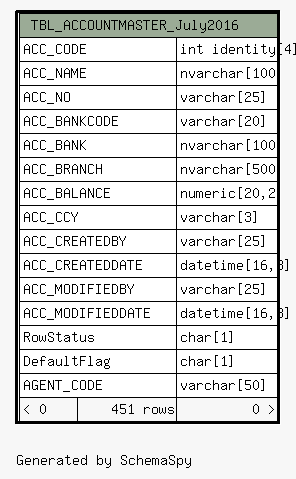 TBL_ACCOUNTMASTER_July2016
ACC_CODE int identity[4]
ACC_NAME nvarchar[100
ACC_NO varchar[25]
ACC_BANKCODE varchar[20]
ACC_BANK nvarchar[100
ACC_BRANCH nvarchar[500
ACC_BALANCE numeric[20,2
ACC_CCY varchar[3]
ACC_CREATEDBY varchar[25]
ACC_CREATEDDATE datetime[16,3]
ACC_MODIFIEDBY varchar[25]
ACC_MODIFIEDDATE datetime[16,3]
RowStatus char[1]
DefaultFlag char[1]
AGENT_CODE varchar[50]
< 0 451 rows 0 >
Generated by SchemaSpy